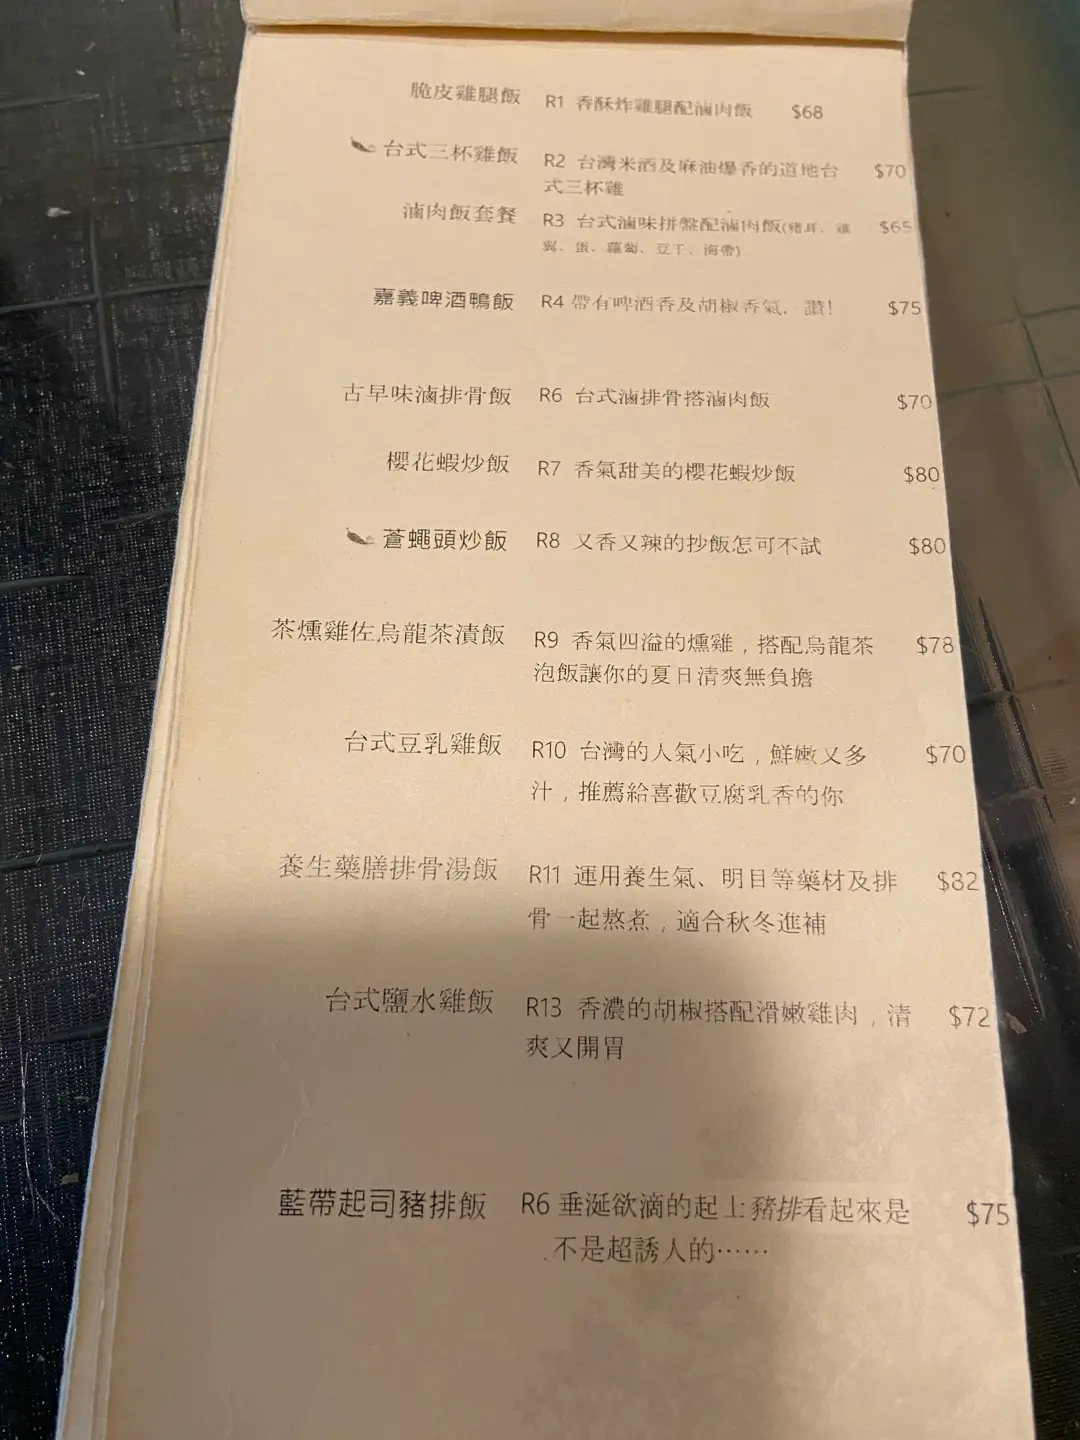 脆皮雞腿飯 R1 香酥炸雞腿配滷肉飯 $68
台式三杯雞飯 R2 台灣米酒及麻油爆香的道地台 $70
式三杯雞
滷肉飯套餐 R3 台式滷味拼盤配滷肉飯(豬耳、雞 $65
翼、蛋、蘿蔔、豆干、海帶)
嘉義啤酒鴨飯 R4 帶有啤酒香及胡椒香氣，讚! $75
古早味滷排骨飯 R6 台式滷排骨搭滷肉飯 $70
櫻花蝦炒飯 R7 香氣甜美的櫻花蝦炒飯 $80
蒼蠅頭炒飯 R8 又香又辣的抄飯怎可不試 $80
茶燻雞佐烏龍茶漬飯 R9 香氣四溢的燻雞，搭配烏龍茶 $78
泡飯讓你的夏日清爽無負擔
台式豆乳雞飯 R10 台灣的人氣小吃，鮮嫩又多 $70
汁，推薦給喜歡豆腐乳香的你
養生藥膳排骨湯飯 R11 運用養生氣、明目等藥材及排 $82
骨一起熬煮，適合秋冬進補
台式鹽水雞飯 R13 香濃的胡椒搭配滑嫩雞肉，清 $72
爽又開胃
藍帶起司豬排飯 R6 垂涎欲滴的起上豬排看起來是 $75
.不是超誘人的……